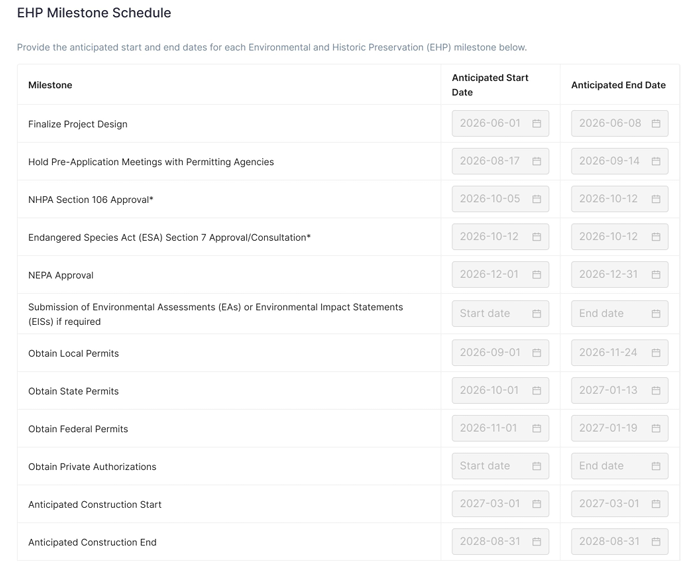 EHP Milestone Schedule
Provide the anticipated start and end dates for each Environmental and Historic Preservation (EHP) milestone below.
Milestone Anticipated Start Date Anticipated End Date
Finalize Project Design 2026-06-01 2026-06-08
Hold Pre-Application Meetings with Permitting Agencies 2026-08-17 2026-09-14
NHPA Section 106 Approval* 2026-10-05 2026-10-12
Endangered Species Act (ESA) Section 7 Approval/Consultation* 2026-10-12 2026-10-12
NEPA Approval 2026-12-01 2026-12-31
Submission of Environmental Assessments (EAs) or Environmental Impact Statements
(EISs) if required Start date End date
Obtain Local Permits 2026-09-01 2026-11-24
Obtain State Permits 2026-10-01 2027-01-13
Obtain Federal Permits 2026-11-01 2027-01-19
Obtain Private Authorizations Start date End date
Anticipated Construction Start 2027-03-01 2027-03-01
Anticipated Construction End 2028-08-31 2028-08-31